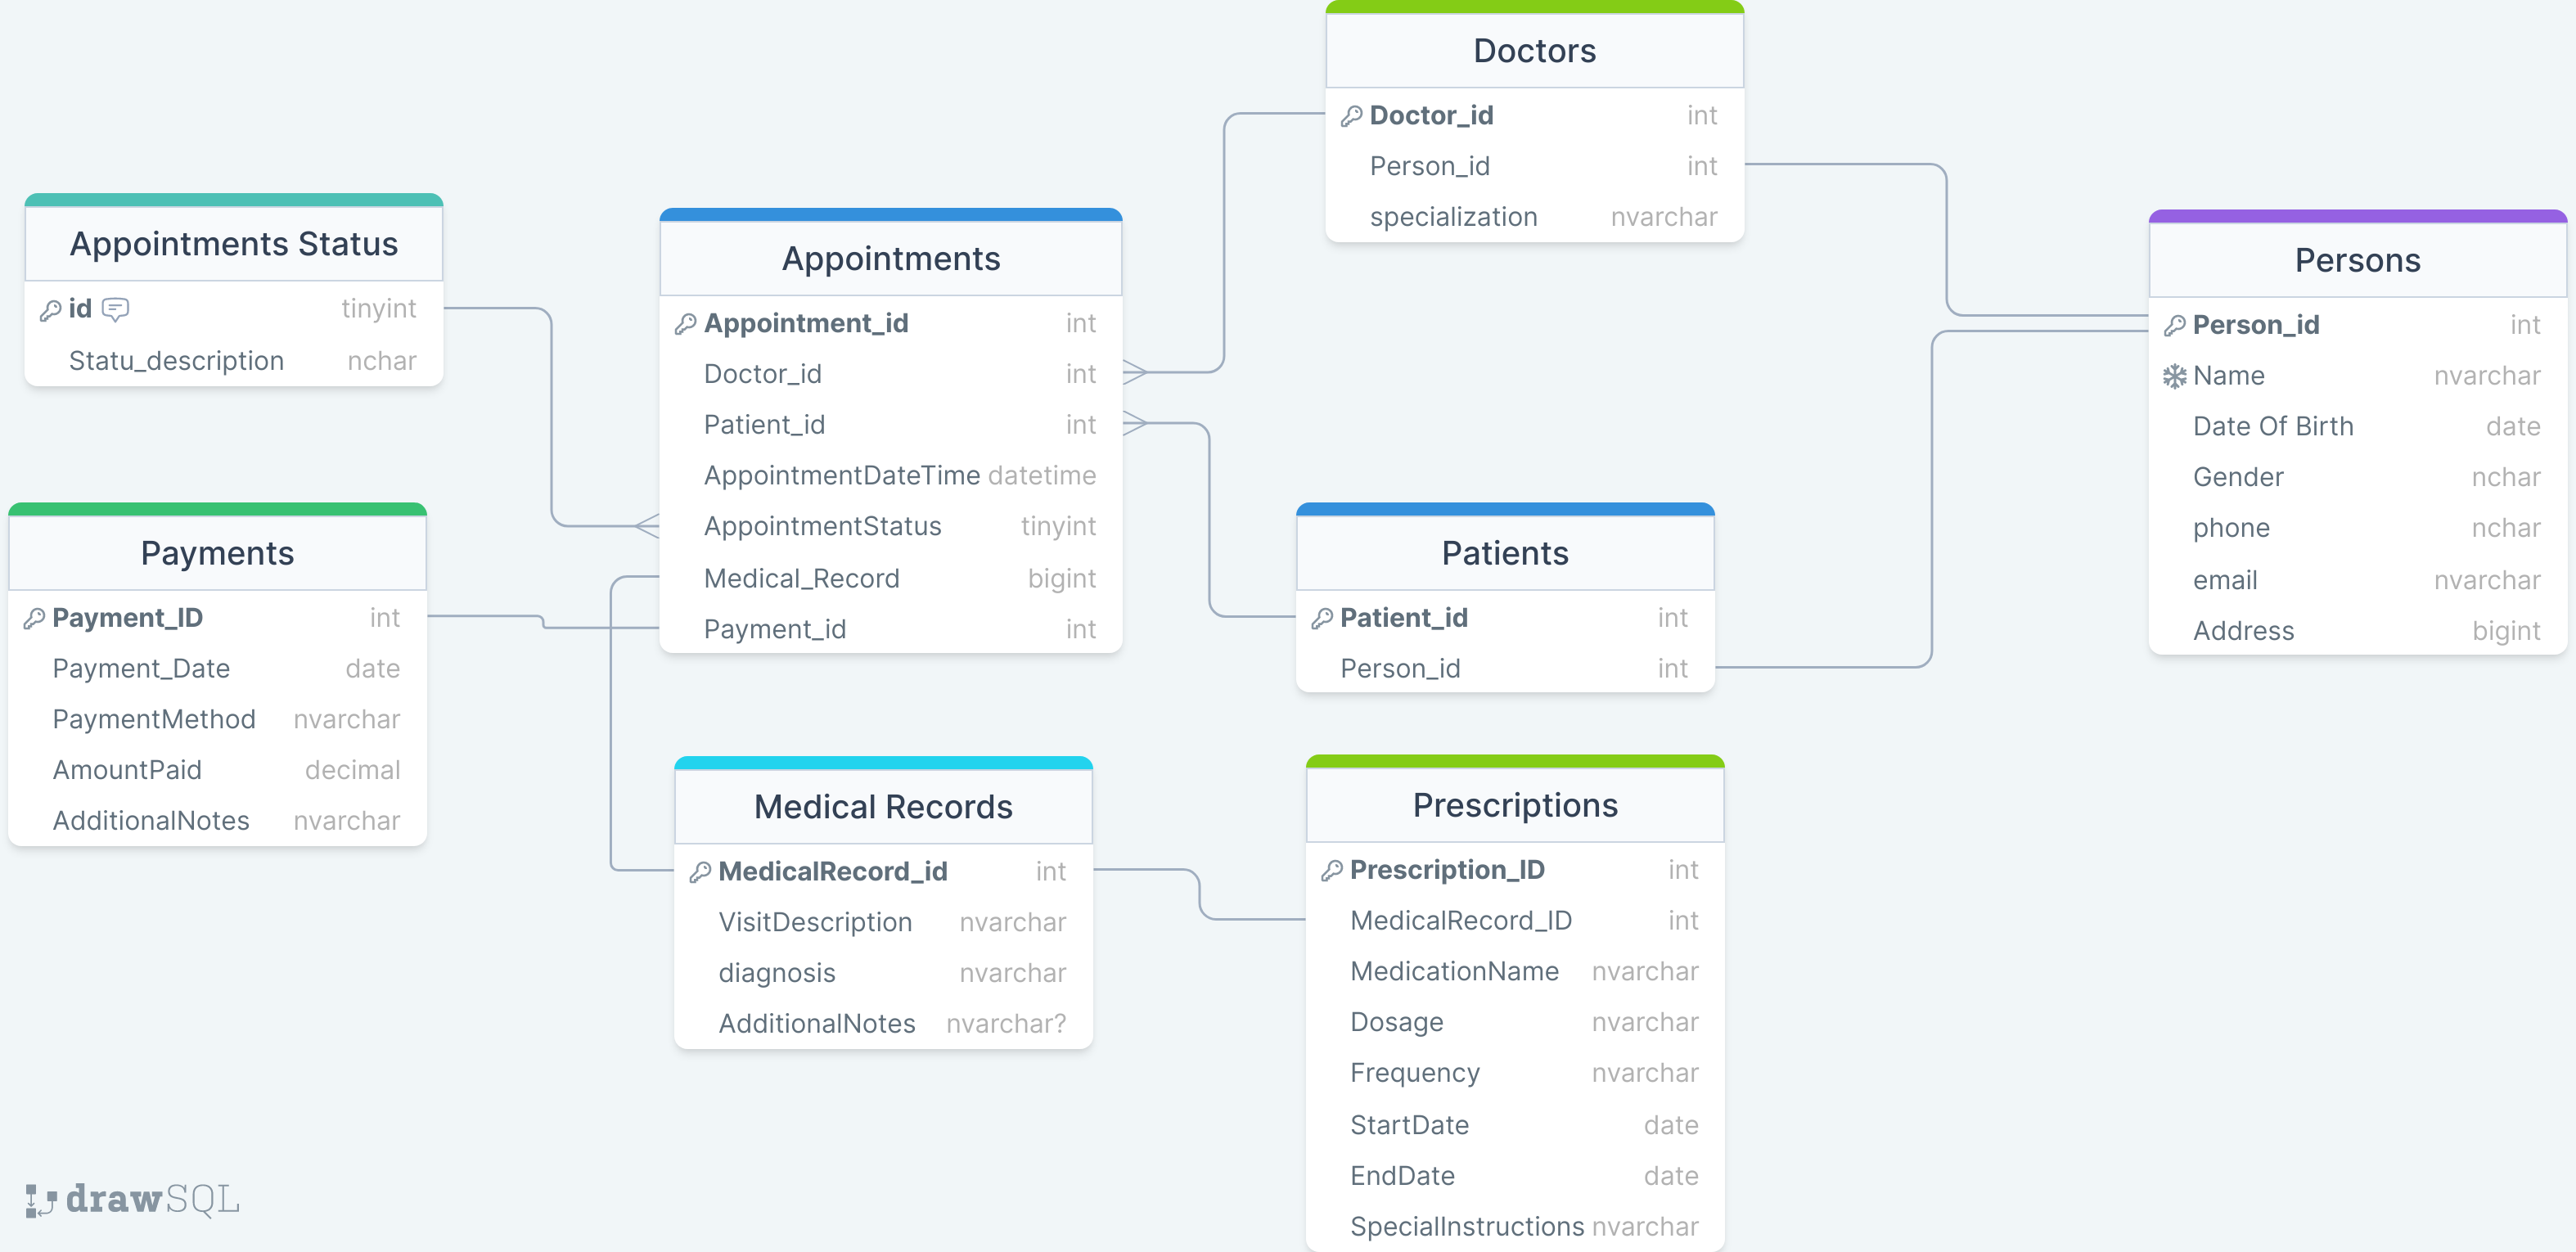 Doctors
Doctor_id int
Person_id int
specialization nvarchar
Appointments Status
id tinyint
Statu_description nchar
Appointments
Appointment_id int
Doctor_id int
Patient_id int
AppointmentDateTime datetime
AppointmentStatus tinyint
Medical_Record bigint
Payment_id int
Persons
Person_id int
Name nvarchar
Date Of Birth date
Gender nchar
phone nchar
email nvarchar
Address bigint
Payments
Payment_ID int
Payment_Date date
PaymentMethod nvarchar
AmountPaid decimal
AdditionalNotes nvarchar
Patients
Patient_id int
Person_id int
Medical Records
MedicalRecord_id int
VisitDescription nvarchar
diagnosis nvarchar
AdditionalNotes nvarchar?
Prescriptions
Prescription_ID int
MedicalRecord_ID int
MedicationName nvarchar
Dosage nvarchar
Frequency nvarchar
StartDate date
EndDate date
SpecialInstructions nvarchar
drawSQL